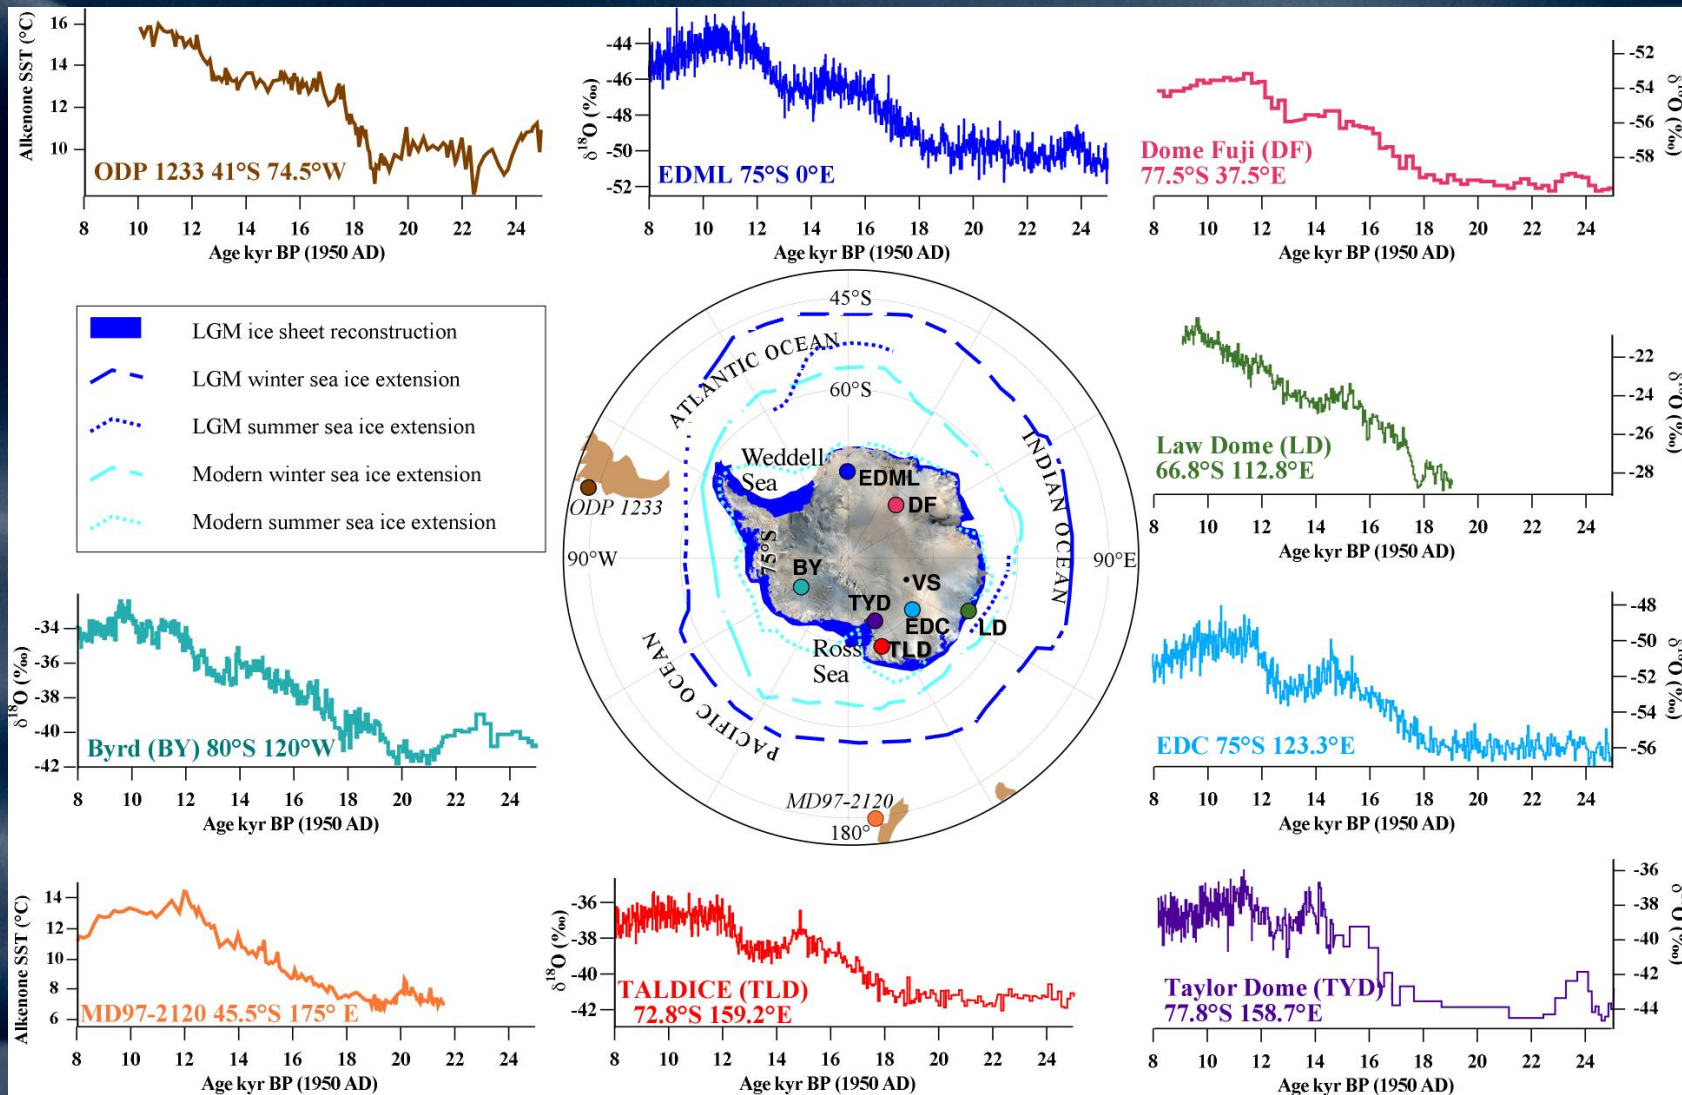 Alkenone SST (°C)
16
14
12
10
ODP 1233 41°S 74.5°W
8 10 12 14 16 18 20 22 24
Age kyr BP (1950 AD)
δ18O (‰)
-44
-46
-48
-50
-52
EDML 75°S 0°E
8 10 12 14 16 18 20 22 24
Age kyr BP (1950 AD)
-52
-54
-56
-58
δ18O (‰)
Dome Fuji (DF)
77.5°S 37.5°E
8 10 12 14 16 18 20 22 24
Age kyr BP (1950 AD)
LGM ice sheet reconstruction
LGM winter sea ice extension
LGM summer sea ice extension
Modern winter sea ice extension
Modern summer sea ice extension
45°S
ATLANTIC OCEAN
60°S
INDIAN OCEAN
Weddell
Sea
EDML
DF
ODP 1233
90°W
75°S
90°E
BY
VS
TYD
EDC
LD
TLD
Ross
Sea
PACIFIC OCEAN
MD97-2120
180°
-22
-24
-26
-28
δ18O (‰)
Law Dome (LD)
66.8°S 112.8°E
8 10 12 14 16 18 20 22 24
Age kyr BP (1950 AD)
δ18O (‰)
-34
-36
-38
-40
-42
Byrd (BY) 80°S 120°W
8 10 12 14 16 18 20 22 24
Age kyr BP (1950 AD)
-48
-50
-52
-54
-56
δ18O (‰)
EDC 75°S 123.3°E
8 10 12 14 16 18 20 22 24
Age kyr BP (1950 AD)
Alkenone SST (°C)
14
12
10
8
6
MD97-2120 45.5°S 175° E
8 10 12 14 16 18 20 22 24
Age kyr BP (1950 AD)
δ18O (‰)
-36
-38
-40
-42
TALDICE (TLD)
72.8°S 159.2°E
8 10 12 14 16 18 20 22 24
Age kyr BP (1950 AD)
-36
-38
-40
-42
-44
δ18O (‰)
Taylor Dome (TYD)
77.8°S 158.7°E
8 10 12 14 16 18 20 22 24
Age kyr BP (1950 AD)